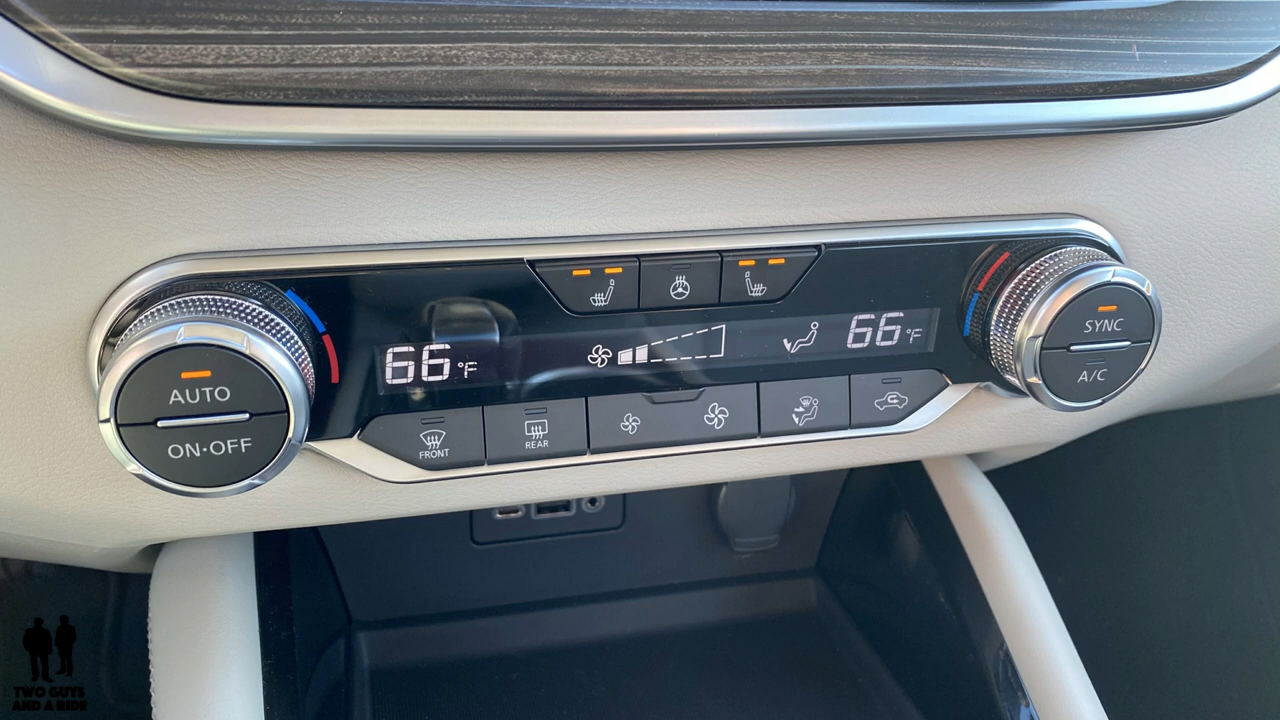 AUTO
ON·OFF
66°F
66°F
SYNC
A/C
FRONT
REAR
TWO GUYS
AND A RIDE